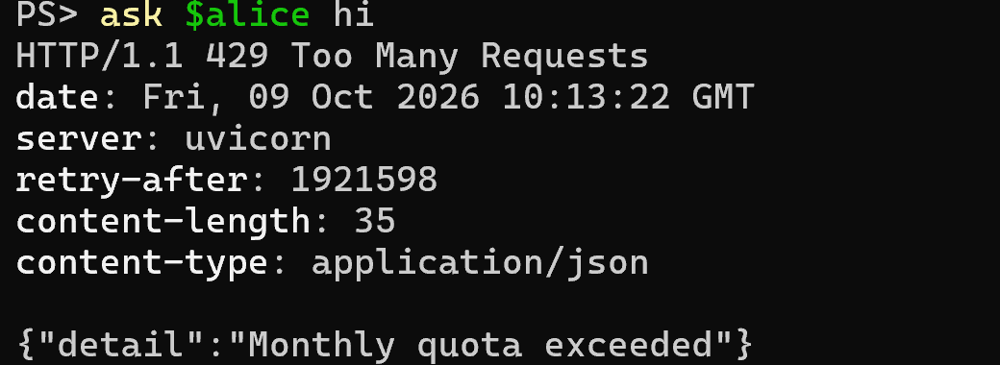 PS> ask $alice hi
HTTP/1.1 429 Too Many Requests
date: Fri, 09 Oct 2026 10:13:22 GMT
server: uvicorn
retry-after: 1921598
content-length: 35
content-type: application/json

{"detail":"Monthly quota exceeded"}